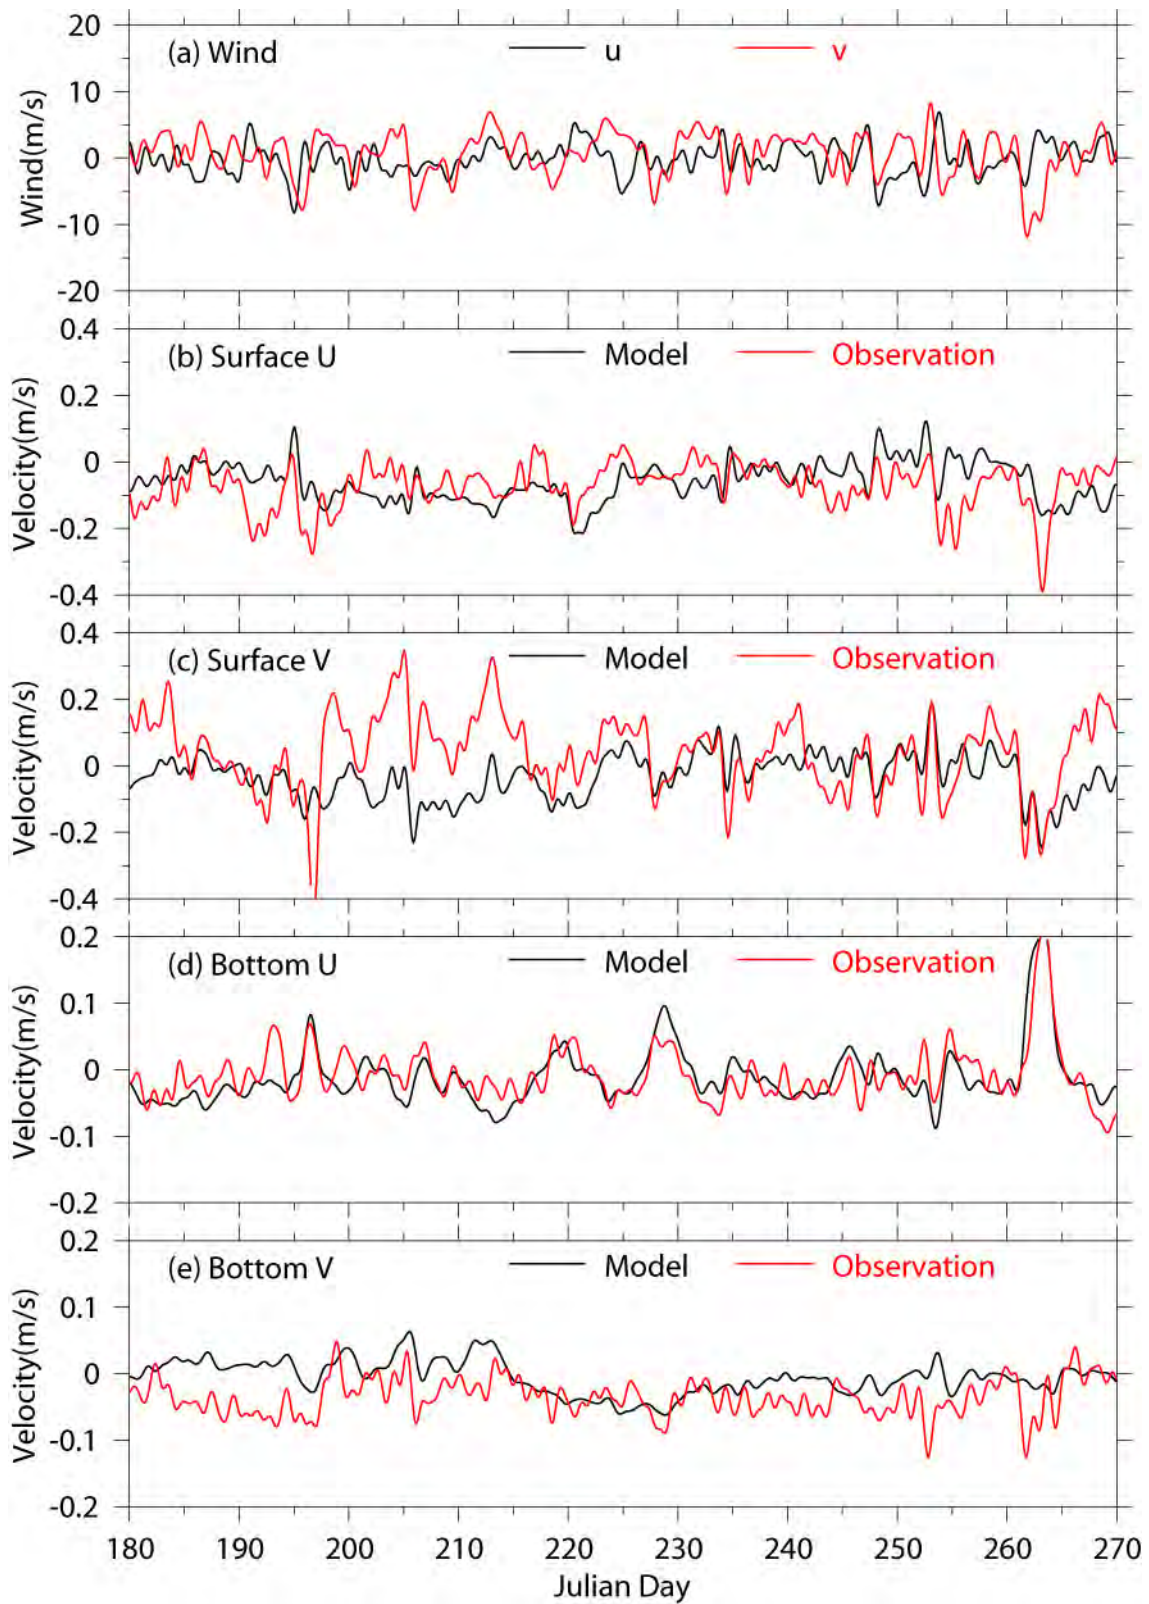 (a) Wind u v
Wind(m/s)
20
10
0
-10
-20
(b) Surface U Model Observation
Velocity(m/s)
0.4
0.2
0
-0.2
-0.4
(c) Surface V Model Observation
Velocity(m/s)
0.4
0.2
0
-0.2
-0.4
(d) Bottom U Model Observation
Velocity(m/s)
0.2
0.1
0
-0.1
-0.2
(e) Bottom V Model Observation
Velocity(m/s)
0.2
0.1
0
-0.1
-0.2
180 190 200 210 220 230 240 250 260 270
Julian Day